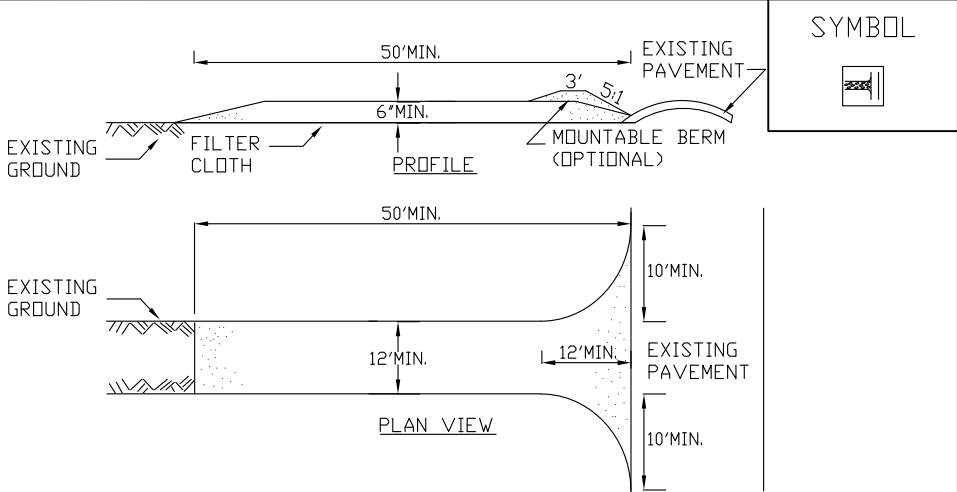 SYMBOL
50'MIN.
EXISTING
PAVEMENT
3'
5:1
6"MIN.
EXISTING
GROUND
FILTER
CLOTH
PROFILE
MOUNTABLE BERM
(OPTIONAL)
50'MIN.
EXISTING
GROUND
10'MIN.
12'MIN.
12'MIN.
EXISTING
PAVEMENT
PLAN VIEW
10'MIN.